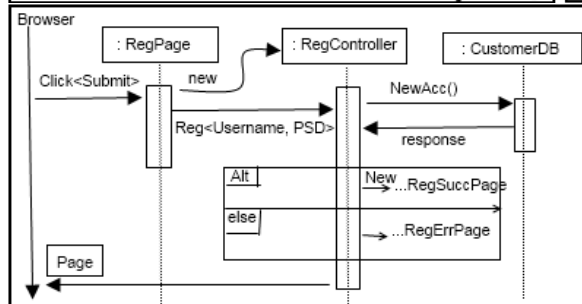 Browser
: RegPage
: RegController
: CustomerDB
Click<Submit>
new
NewAcc()
Reg<Username, PSD>
response
Alt
New
...RegSuccPage
else
...RegErrPage
Page